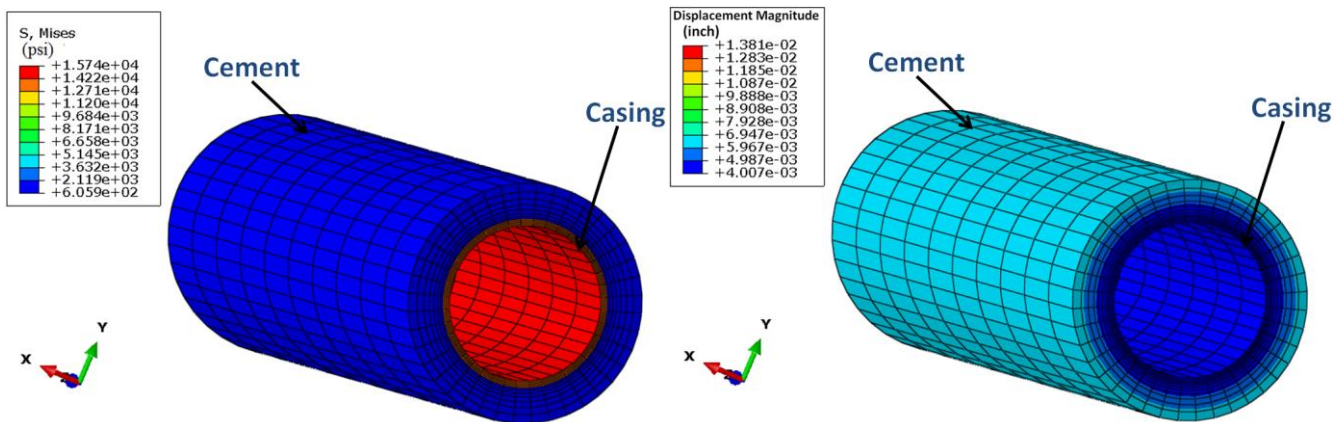 S, Mises
(psi)
+1.574e+04
+1.422e+04
+1.271e+04
+1.120e+04
+9.684e+03
+8.171e+03
+6.658e+03
+5.145e+03
+3.632e+03
+2.119e+03
+6.059e+02
Cement
Casing
Y
X
Displacement Magnitude
(inch)
+1.381e-02
+1.283e-02
+1.185e-02
+1.087e-02
+9.888e-03
+8.908e-03
+7.928e-03
+6.947e-03
+5.967e-03
+4.987e-03
+4.007e-03
Cement
Casing
Y
X